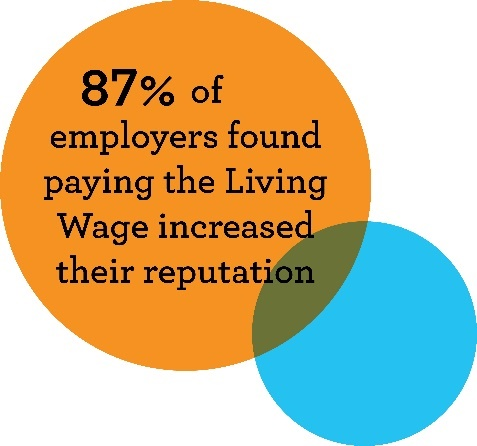 87% of
employers found
paying the Living
Wage increased
their reputation